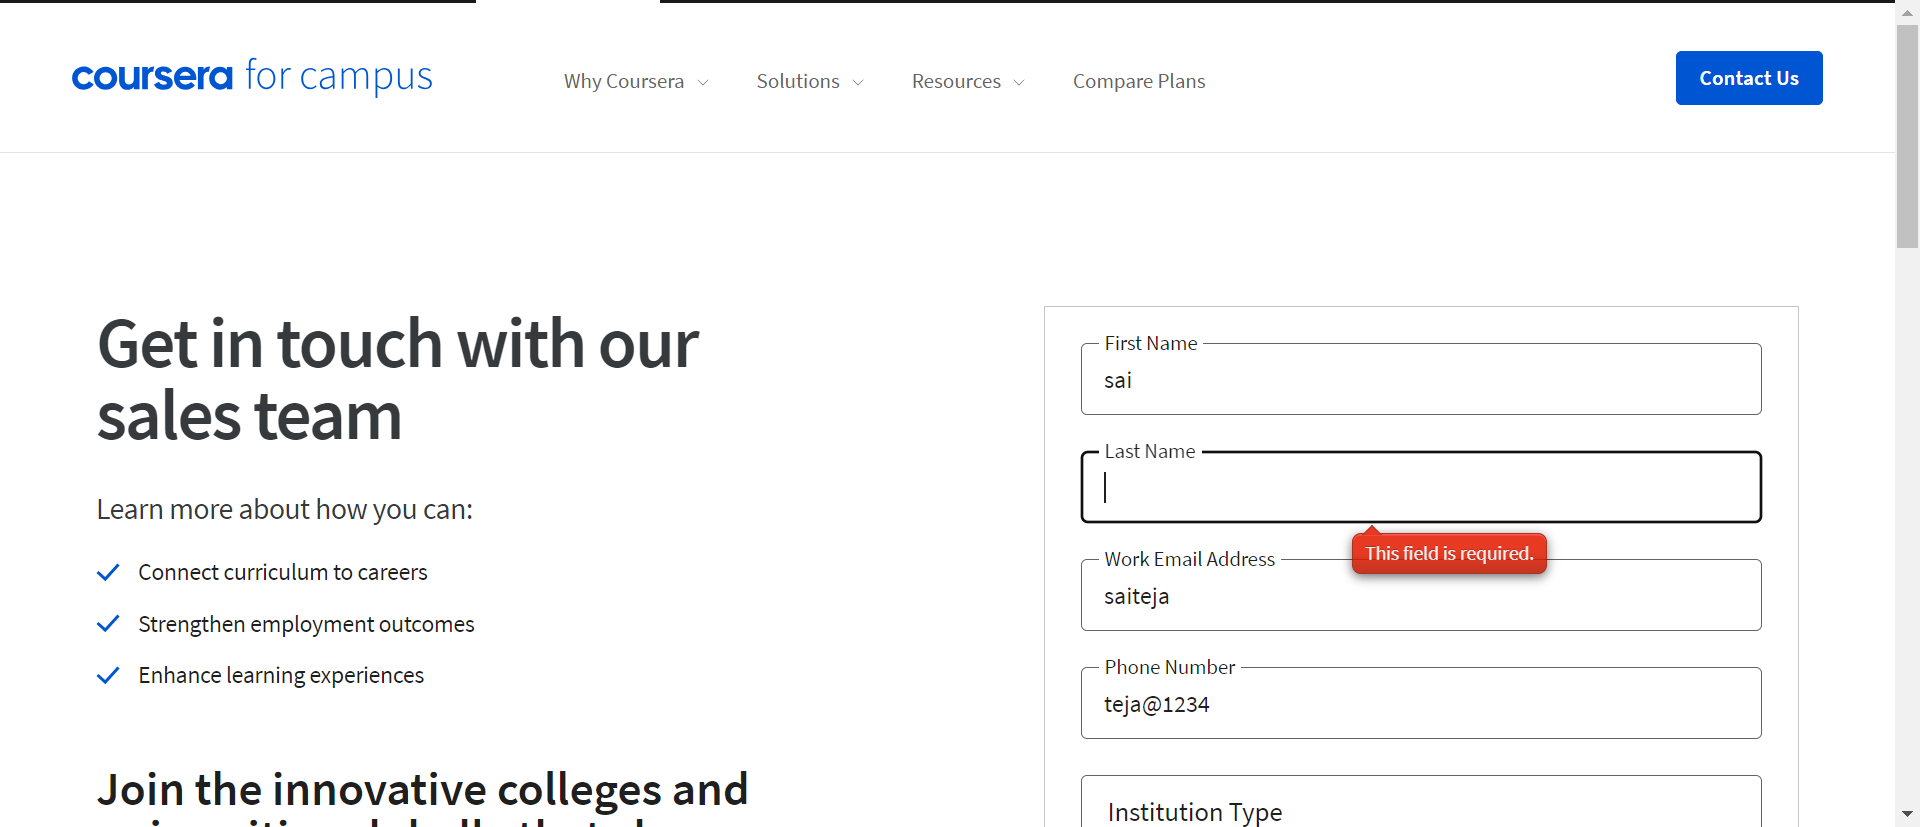 coursera for campus
Why Coursera
Solutions
Resources
Compare Plans
Contact Us
Get in touch with our
sales team
Learn more about how you can:
Connect curriculum to careers
Strengthen employment outcomes
Enhance learning experiences
Join the innovative colleges and
First Name
sai
Last Name
This field is required.
Work Email Address
saiteja
Phone Number
teja@1234
Institution Type